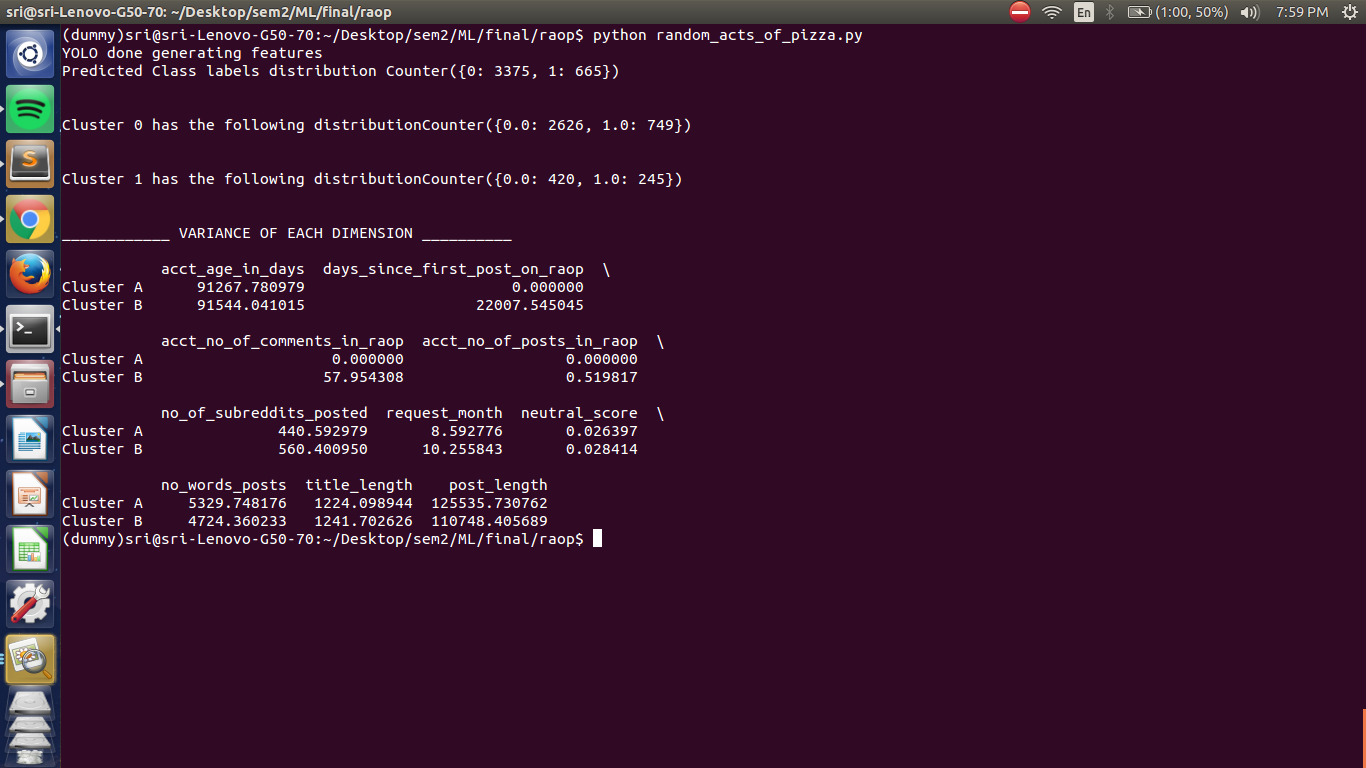 sri@sri-Lenovo-G50-70: ~/Desktop/sem2/ML/final/raop En (1:00, 50%) 7:59 PM
(dummy)sri@sri-Lenovo-G50-70:~/Desktop/sem2/ML/final/raop$ python random_acts_of_pizza.py
YOLO done generating features
Predicted Class labels distribution Counter({0: 3375, 1: 665})
Cluster 0 has the following distributionCounter({0.0: 2626, 1.0: 749})
Cluster 1 has the following distributionCounter({0.0: 420, 1.0: 245})
____________ VARIANCE OF EACH DIMENSION __________
acct_age_in_days days_since_first_post_on_raop \
Cluster A 91267.780979 0.000000
Cluster B 91544.041015 22007.545045
acct_no_of_comments_in_raop acct_no_of_posts_in_raop \
Cluster A 0.000000 0.000000
Cluster B 57.954308 0.519817
no_of_subreddits_posted request_month neutral_score \
Cluster A 440.592979 8.592776 0.026397
Cluster B 560.400950 10.255843 0.028414
no_words_posts title_length post_length
Cluster A 5329.748176 1224.098944 125535.730762
Cluster B 4724.360233 1241.702626 110748.405689
(dummy)sri@sri-Lenovo-G50-70:~/Desktop/sem2/ML/final/raop$